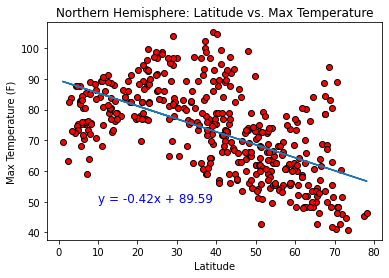 Northern Hemisphere: Latitude vs. Max Temperature
Max Temperature (F)
100
90
80
70
60
50
40
y = -0.42x + 89.59
0 10 20 30 40 50 60 70 80
Latitude